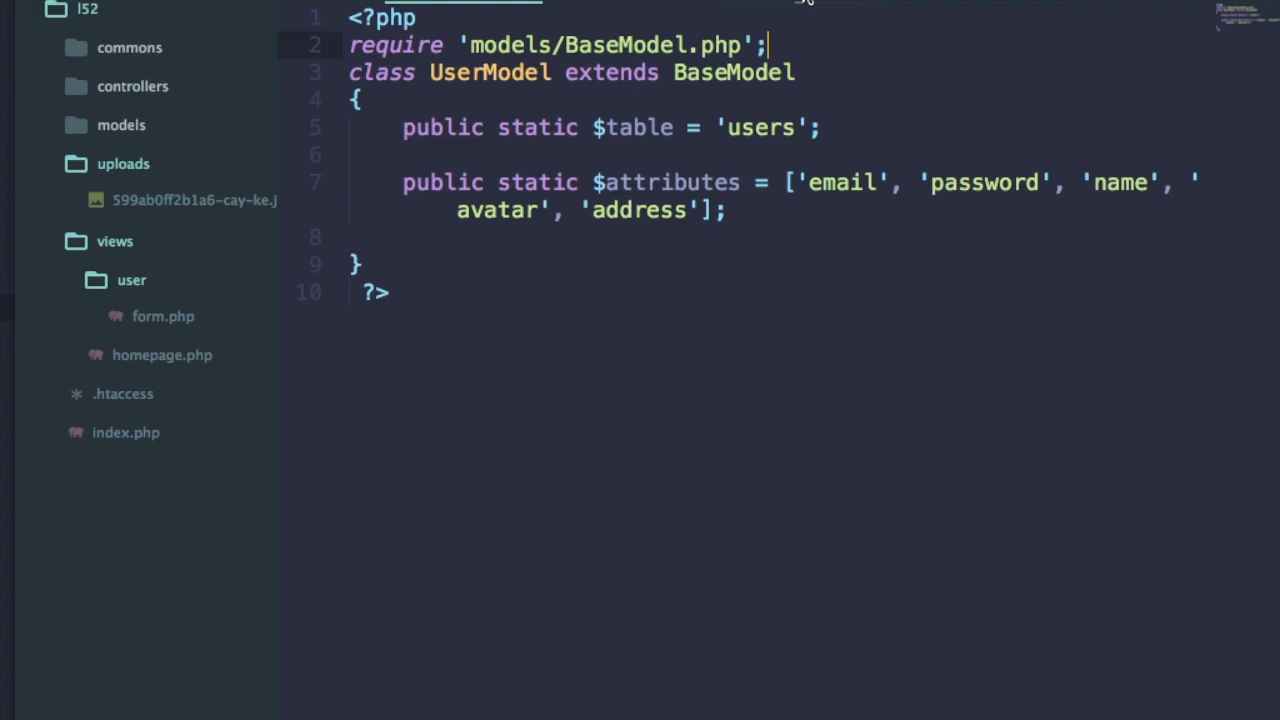 l52
commons
controllers
models
uploads
599ab0ff2b1a6-cay-ke.j
views
user
form.php
homepage.php
.htaccess
index.php
1 <?php
2 require 'models/BaseModel.php';
3 class UserModel extends BaseModel
4 {
5 public static $table = 'users';
6
7 public static $attributes = ['email', 'password', 'name', '
avatar', 'address'];
8
9 }
10 ?>